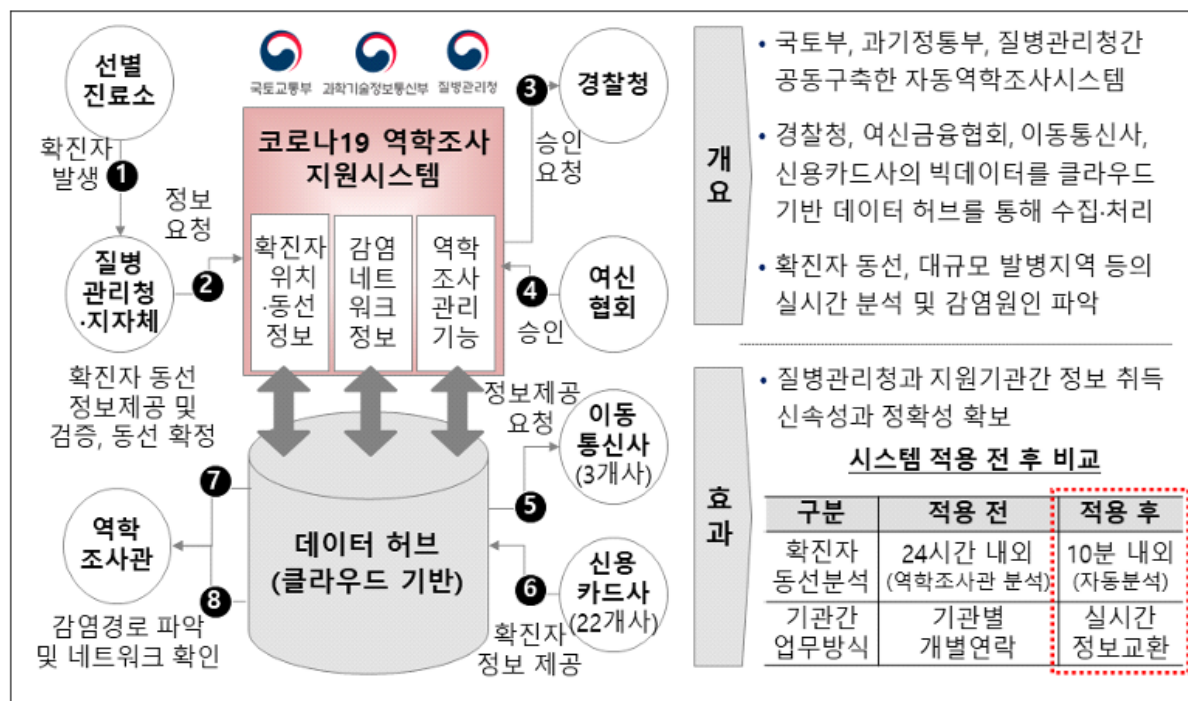 국토교통부
과학기술정보통신부
질병관리청
선별
진료소
확진자
발생
1
정보
요청
2
질병
관리청
·지자체
코로나19 역학조사
지원시스템
확진자
위치
·동선
정보
감염
네트
워크
정보
역학
조사
관리
기능
3
경찰청
승인
요청
4
승인
여신
협회
확진자 동선
정보제공 및
검증, 동선 확정
정보제공
요청
이동
통신사
(3개사)
5
데이터 허브
(클라우드 기반)
6
신용
카드사
(22개사)
확진자
정보 제공
7
역학
조사관
8
감염경로 파악
및 네트워크 확인
개
요
• 국토부, 과기정통부, 질병관리청간
공동구축한 자동역학조사시스템
• 경찰청, 여신금융협회, 이동통신사,
신용카드사의 빅데이터를 클라우드
기반 데이터 허브를 통해 수집·처리
• 확진자 동선, 대규모 발병지역 등의
실시간 분석 및 감염원인 파악
효
과
• 질병관리청과 지원기관간 정보 취득
신속성과 정확성 확보
시스템 적용 전 후 비교
구분 적용 전 적용 후
확진자 24시간 내외 10분 내외
동선분석 (역학조사관 분석) (자동분석)
기관간 기관별 실시간
업무방식 개별연락 정보교환